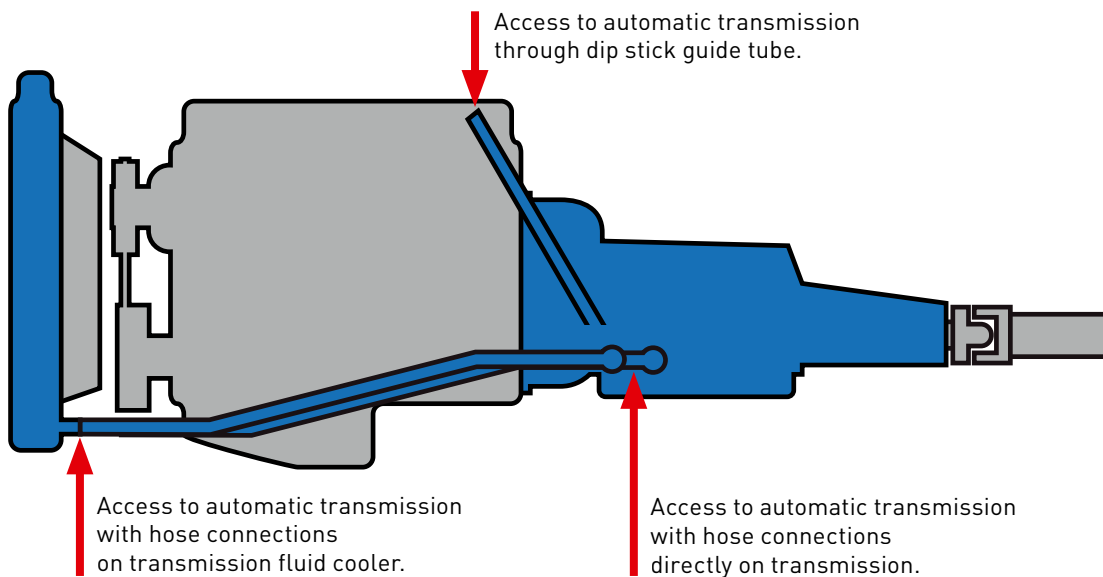 Access to automatic transmission
through dip stick guide tube.
Access to automatic transmission
with hose connections
on transmission fluid cooler.
Access to automatic transmission
with hose connections
directly on transmission.